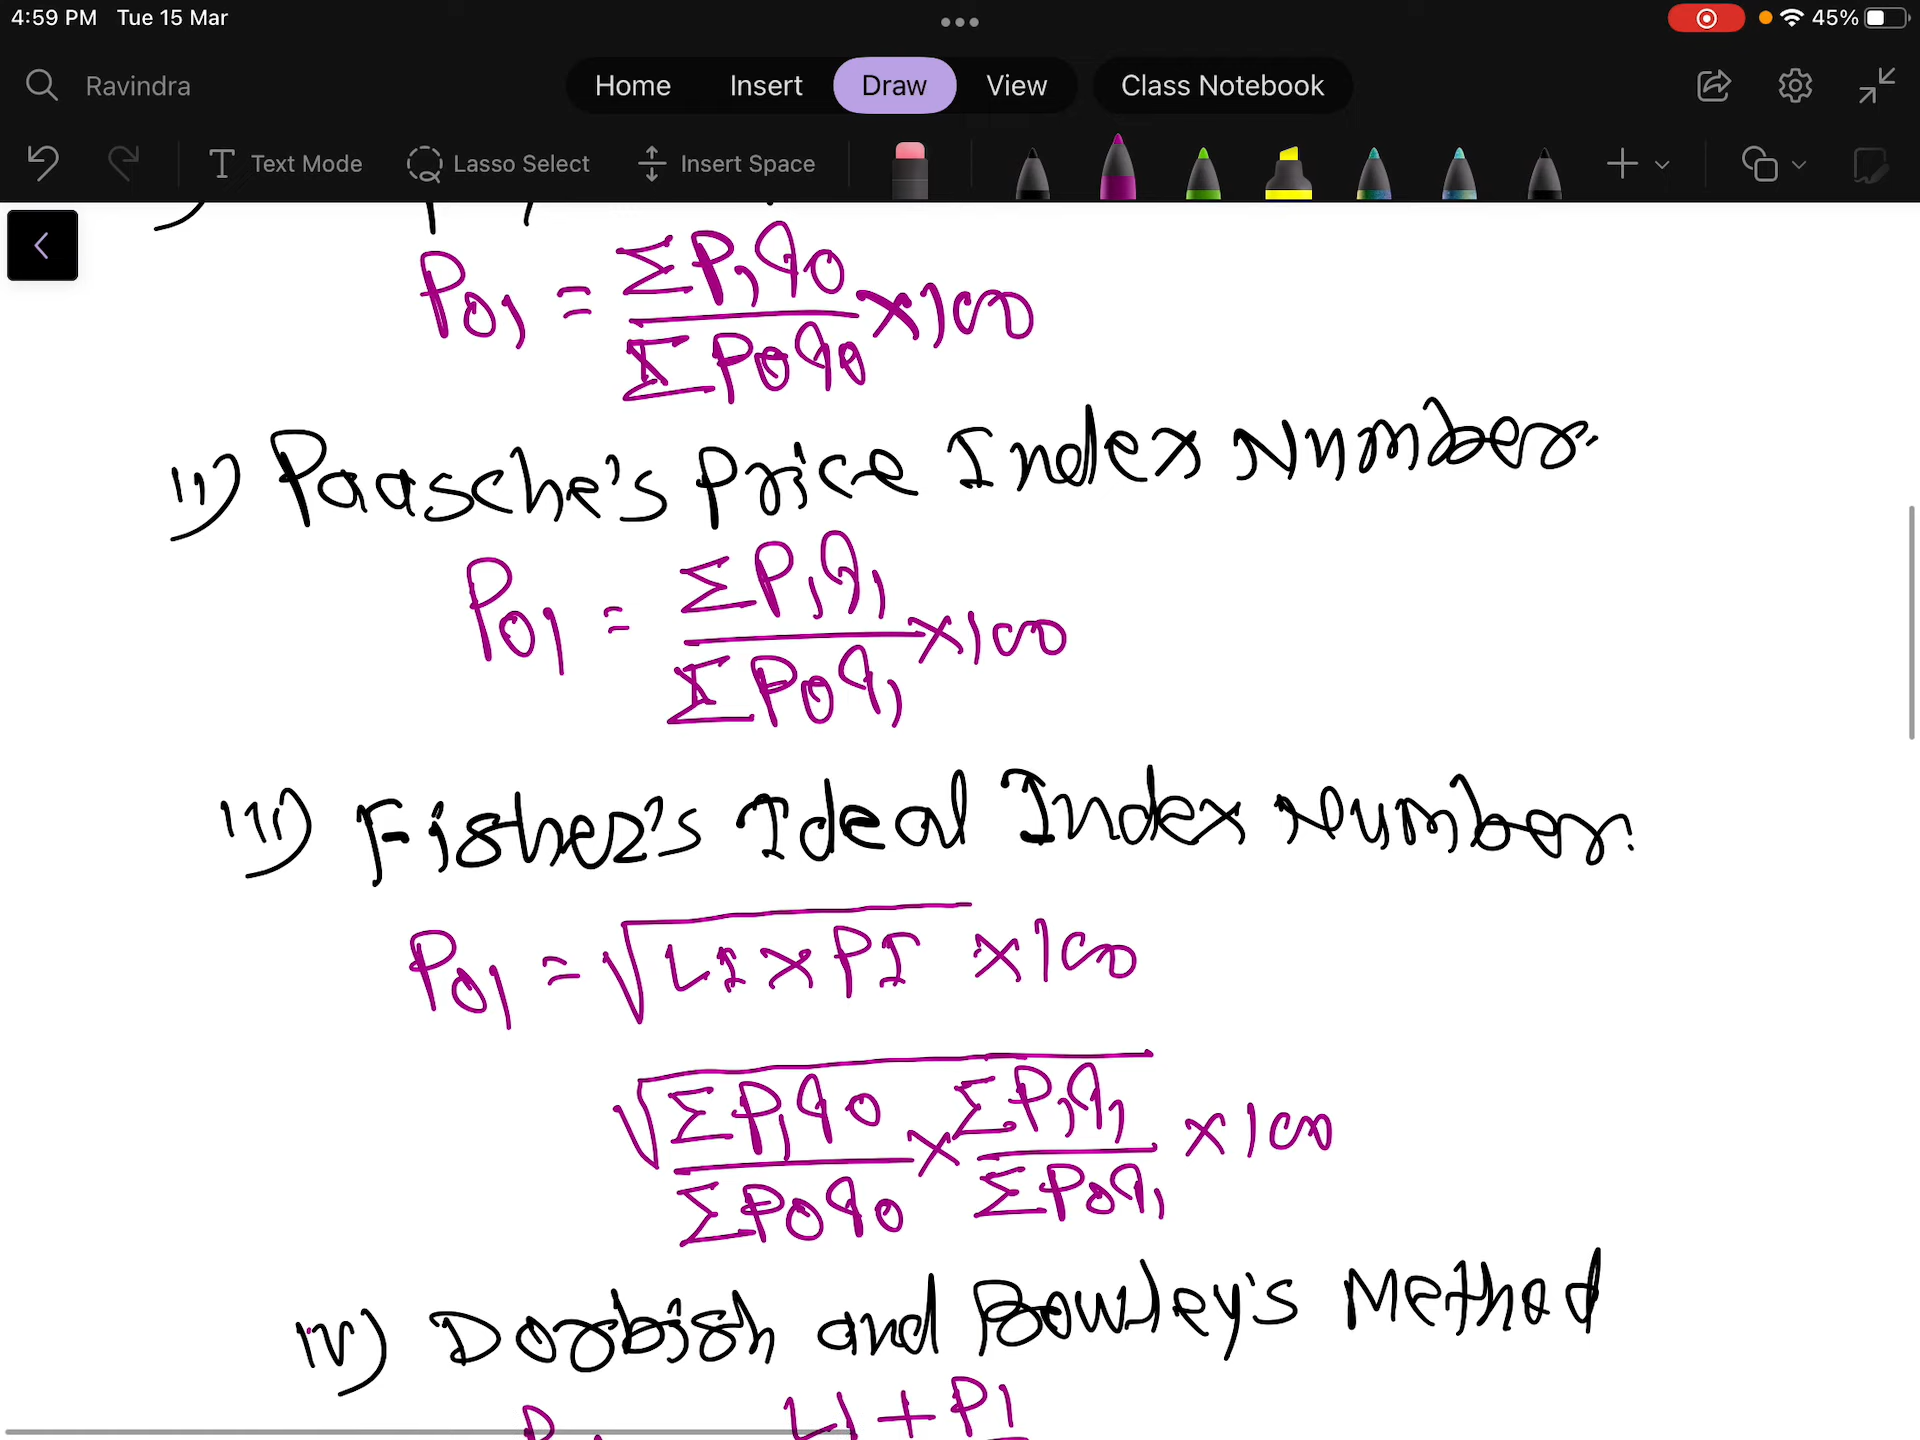 4:59 PM Tue 15 Mar
45%
Ravindra
Home Insert Draw View Class Notebook
Text Mode Lasso Select Insert Space
P01 = ΣP1q0 / ΣP0q0 ×100
ii) Paasche's Price Index Number.
P01 = ΣP1q1 / ΣP0q1 ×100
iii) Fisher's Ideal Index Number.
P01 = √LI×PI ×100
√ΣP1q0 / ΣP0q0 × ΣP1q1 / ΣP0q1 ×100
iv) Dorbish and Bowley's Method
LI + PI